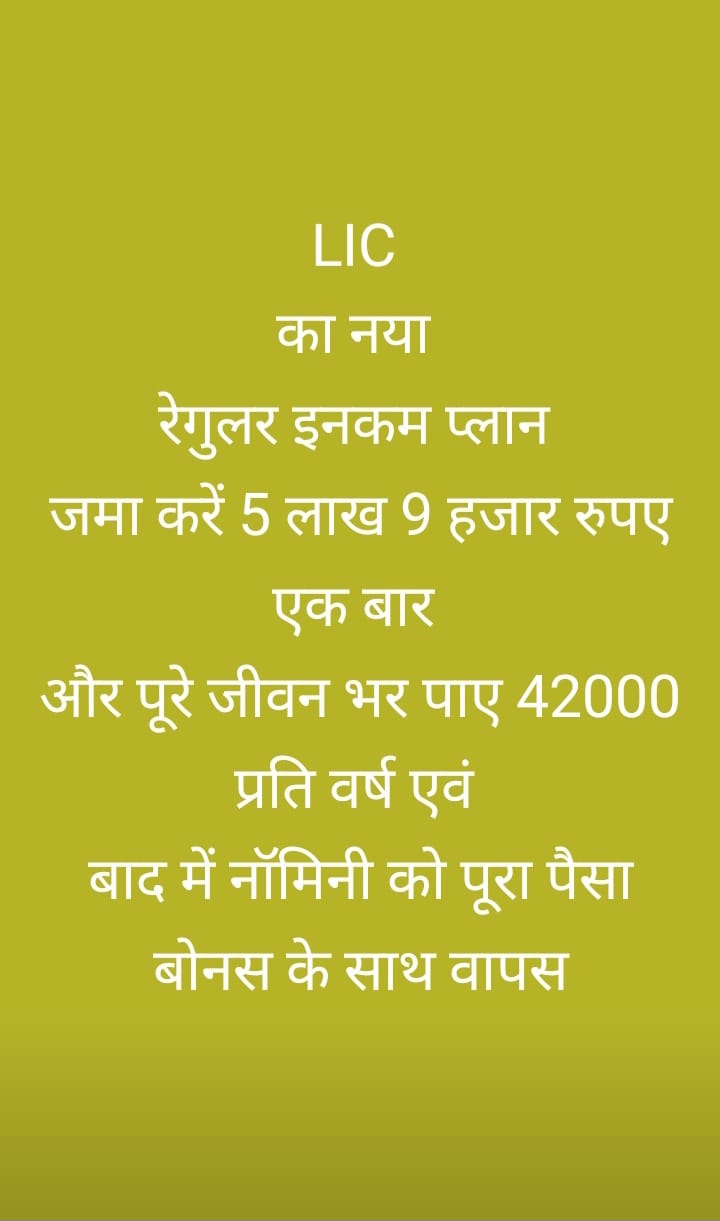 LIC
का नया
रेगुलर इनकम प्लान
जमा करें 5 लाख 9 हजार रुपए
एक बार
और पूरे जीवन भर पाए 42000
प्रति वर्ष एवं
बाद में नॉमिनी को पूरा पैसा
बोनस के साथ वापस